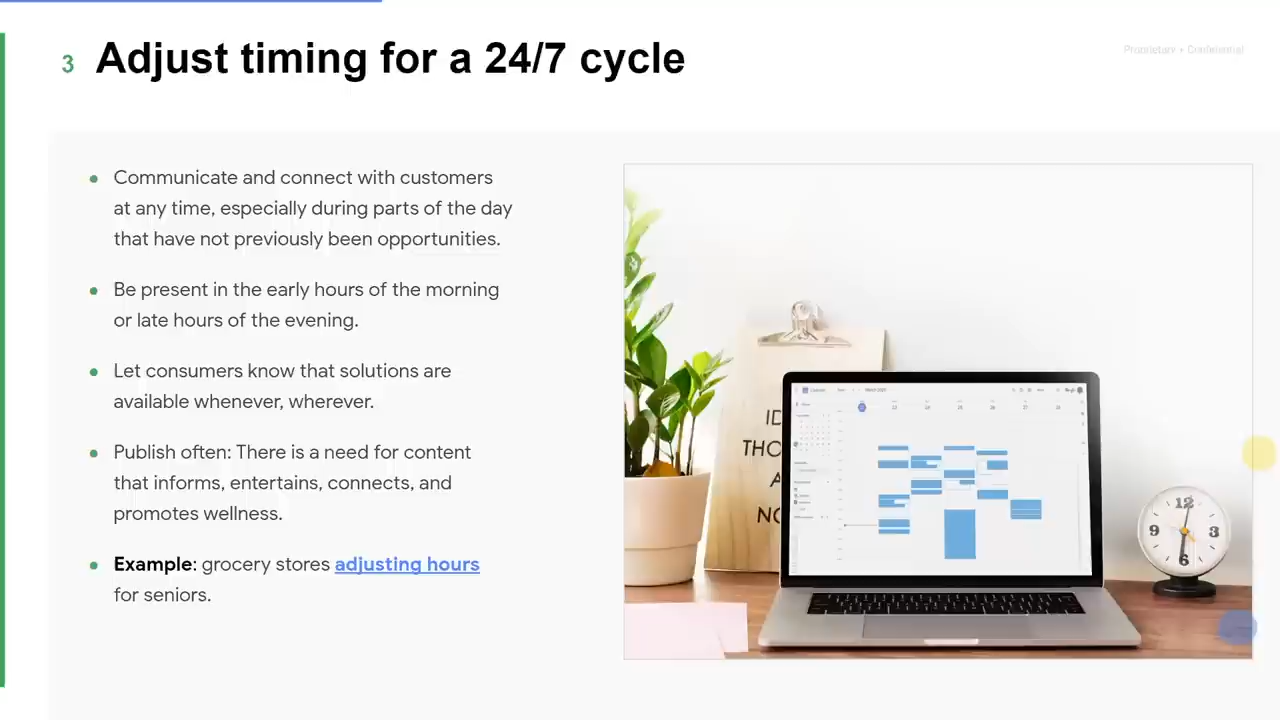 3 Adjust timing for a 24/7 cycle
Proprietary + Confidential
Communicate and connect with customers
at any time, especially during parts of the day
that have not previously been opportunities.
Be present in the early hours of the morning
or late hours of the evening.
Let consumers know that solutions are
available whenever, wherever.
Publish often: There is a need for content
that informs, entertains, connects, and
promotes wellness.
Example: grocery stores adjusting hours
for seniors.
12
9 3
6